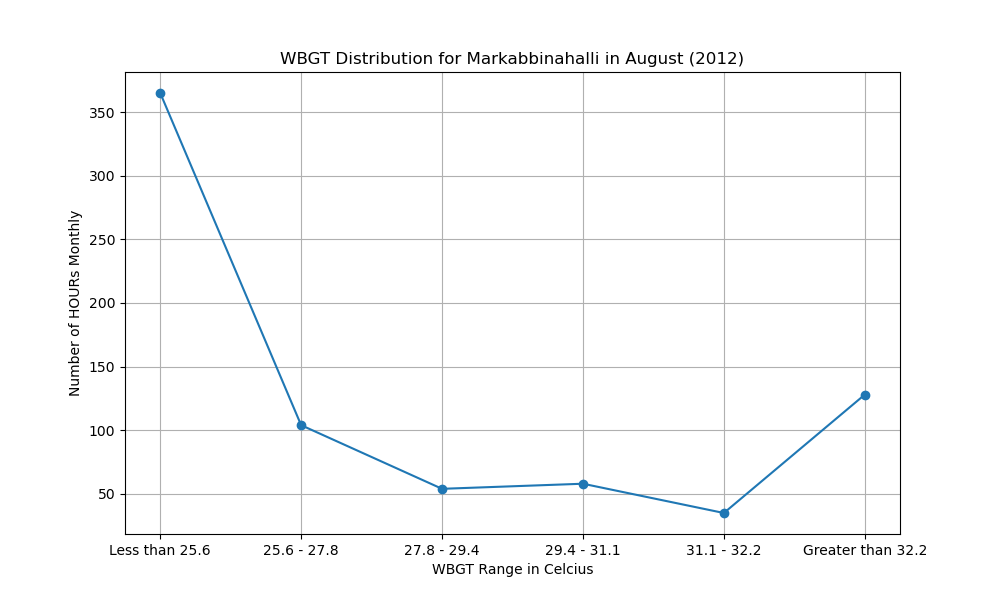 WBGT Distribution for Markabbinahalli in August (2012)
Number of HOURs Monthly
350
300
250
200
150
100
50
Less than 25.6 25.6 - 27.8 27.8 - 29.4 29.4 - 31.1 31.1 - 32.2 Greater than 32.2
WBGT Range in Celcius